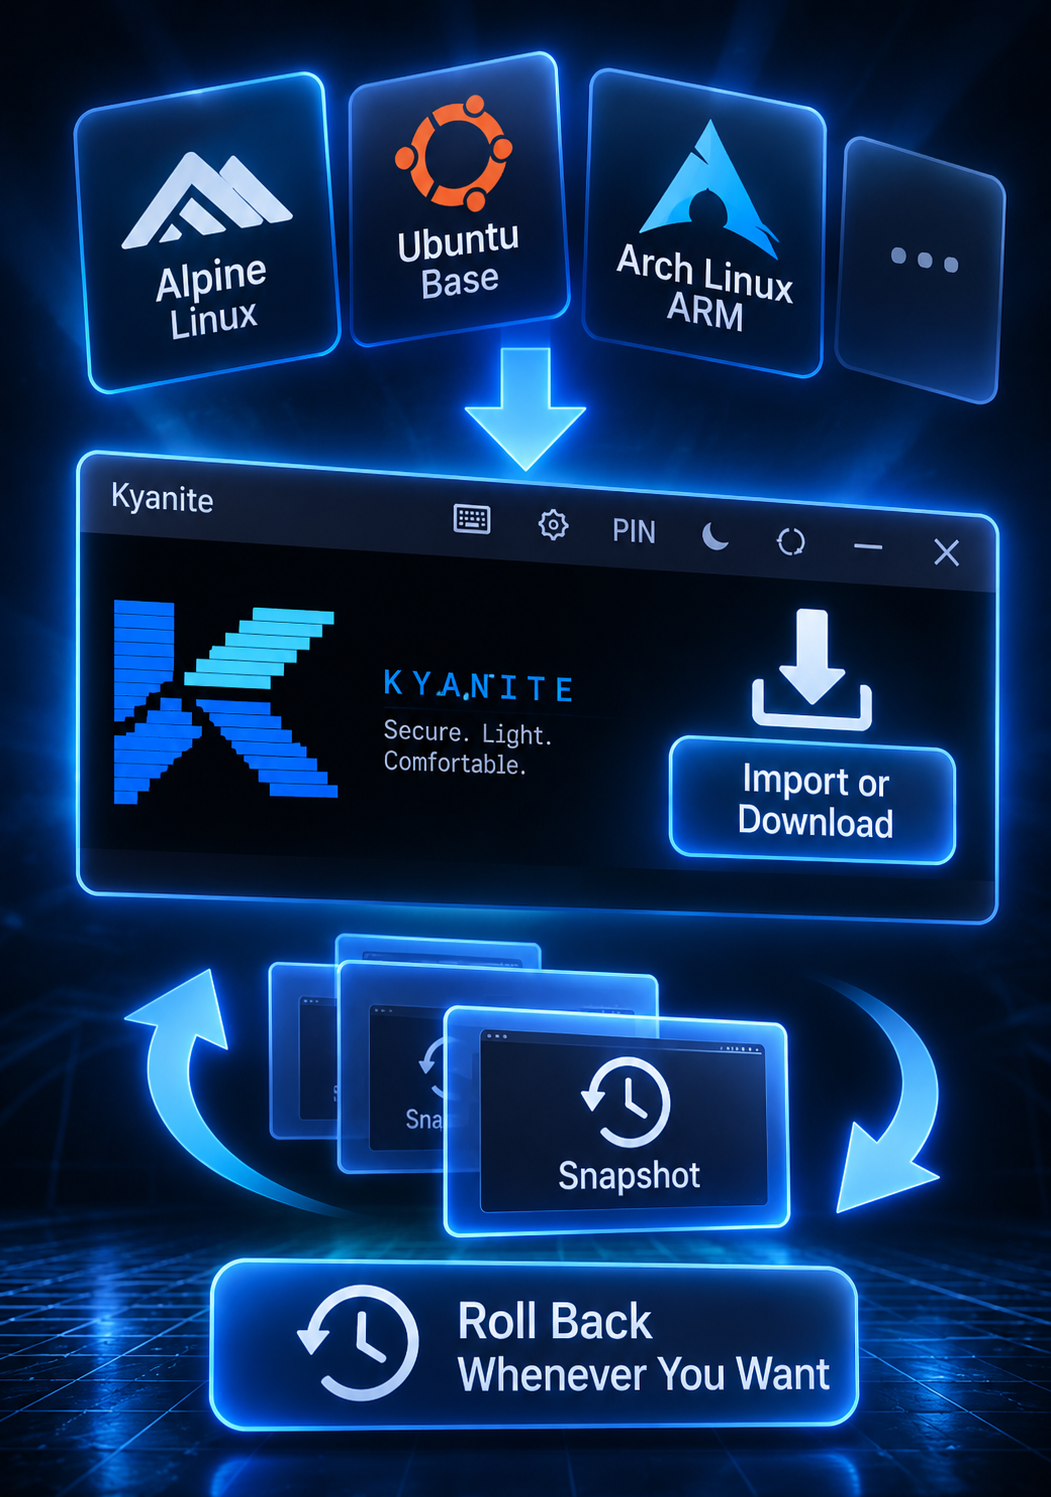 Alpine
Linux
Ubuntu
Base
Arch Linux
ARM
Kyanite
PIN
KYANITE
Secure. Light.
Comfortable.
Import or
Download
Sna
Snapshot
Roll Back
Whenever You Want